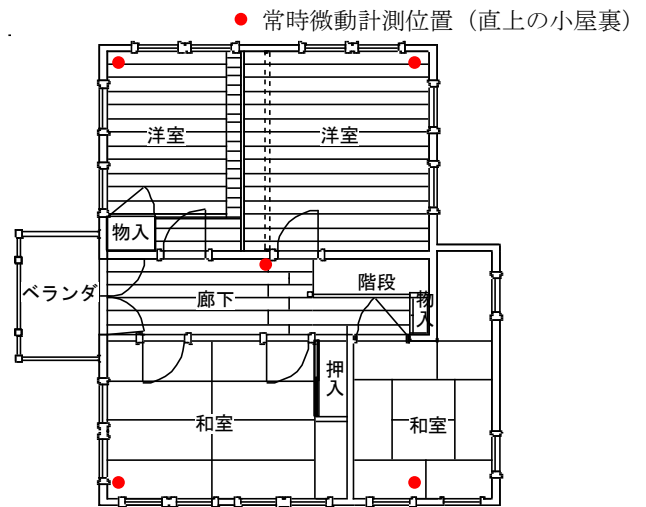 ● 常時微動計測位置（直上の小屋裏）
洋室
洋室
物入
ベランダ
廊下
階段
物入
押入
和室
和室